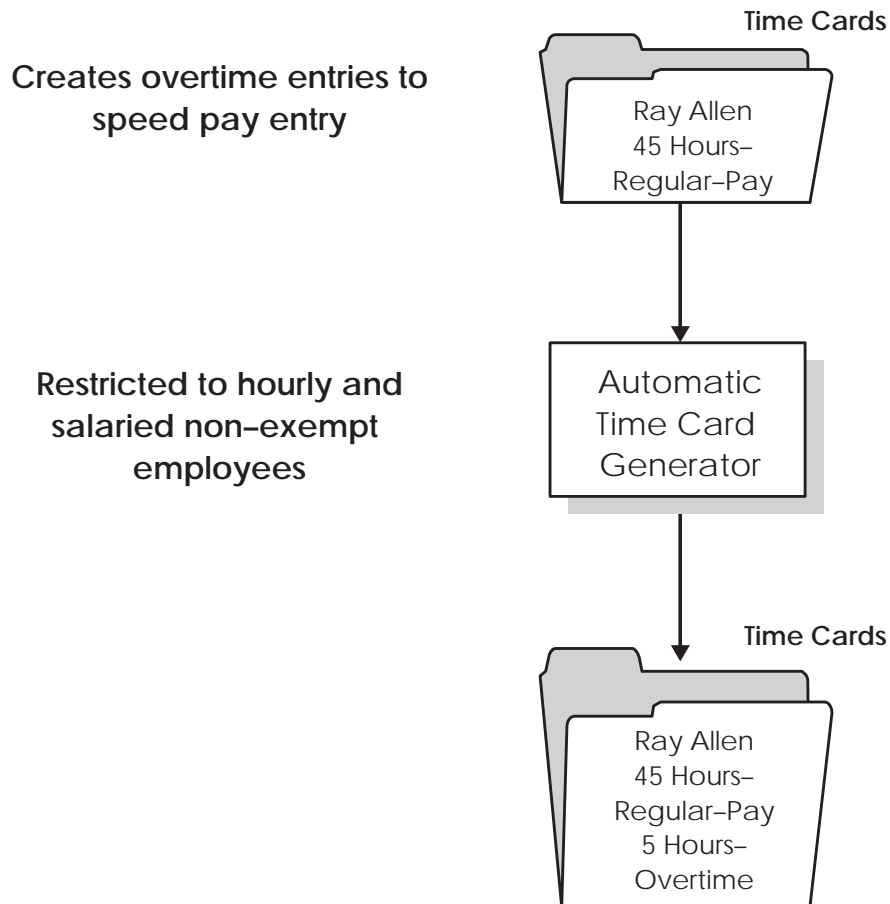 Time Cards
Creates overtime entries to
speed pay entry
Ray Allen
45 Hours–
Regular–Pay
Restricted to hourly and
salaried non–exempt
employees
Automatic
Time Card
Generator
Time Cards
Ray Allen
45 Hours–
Regular–Pay
5 Hours–
Overtime